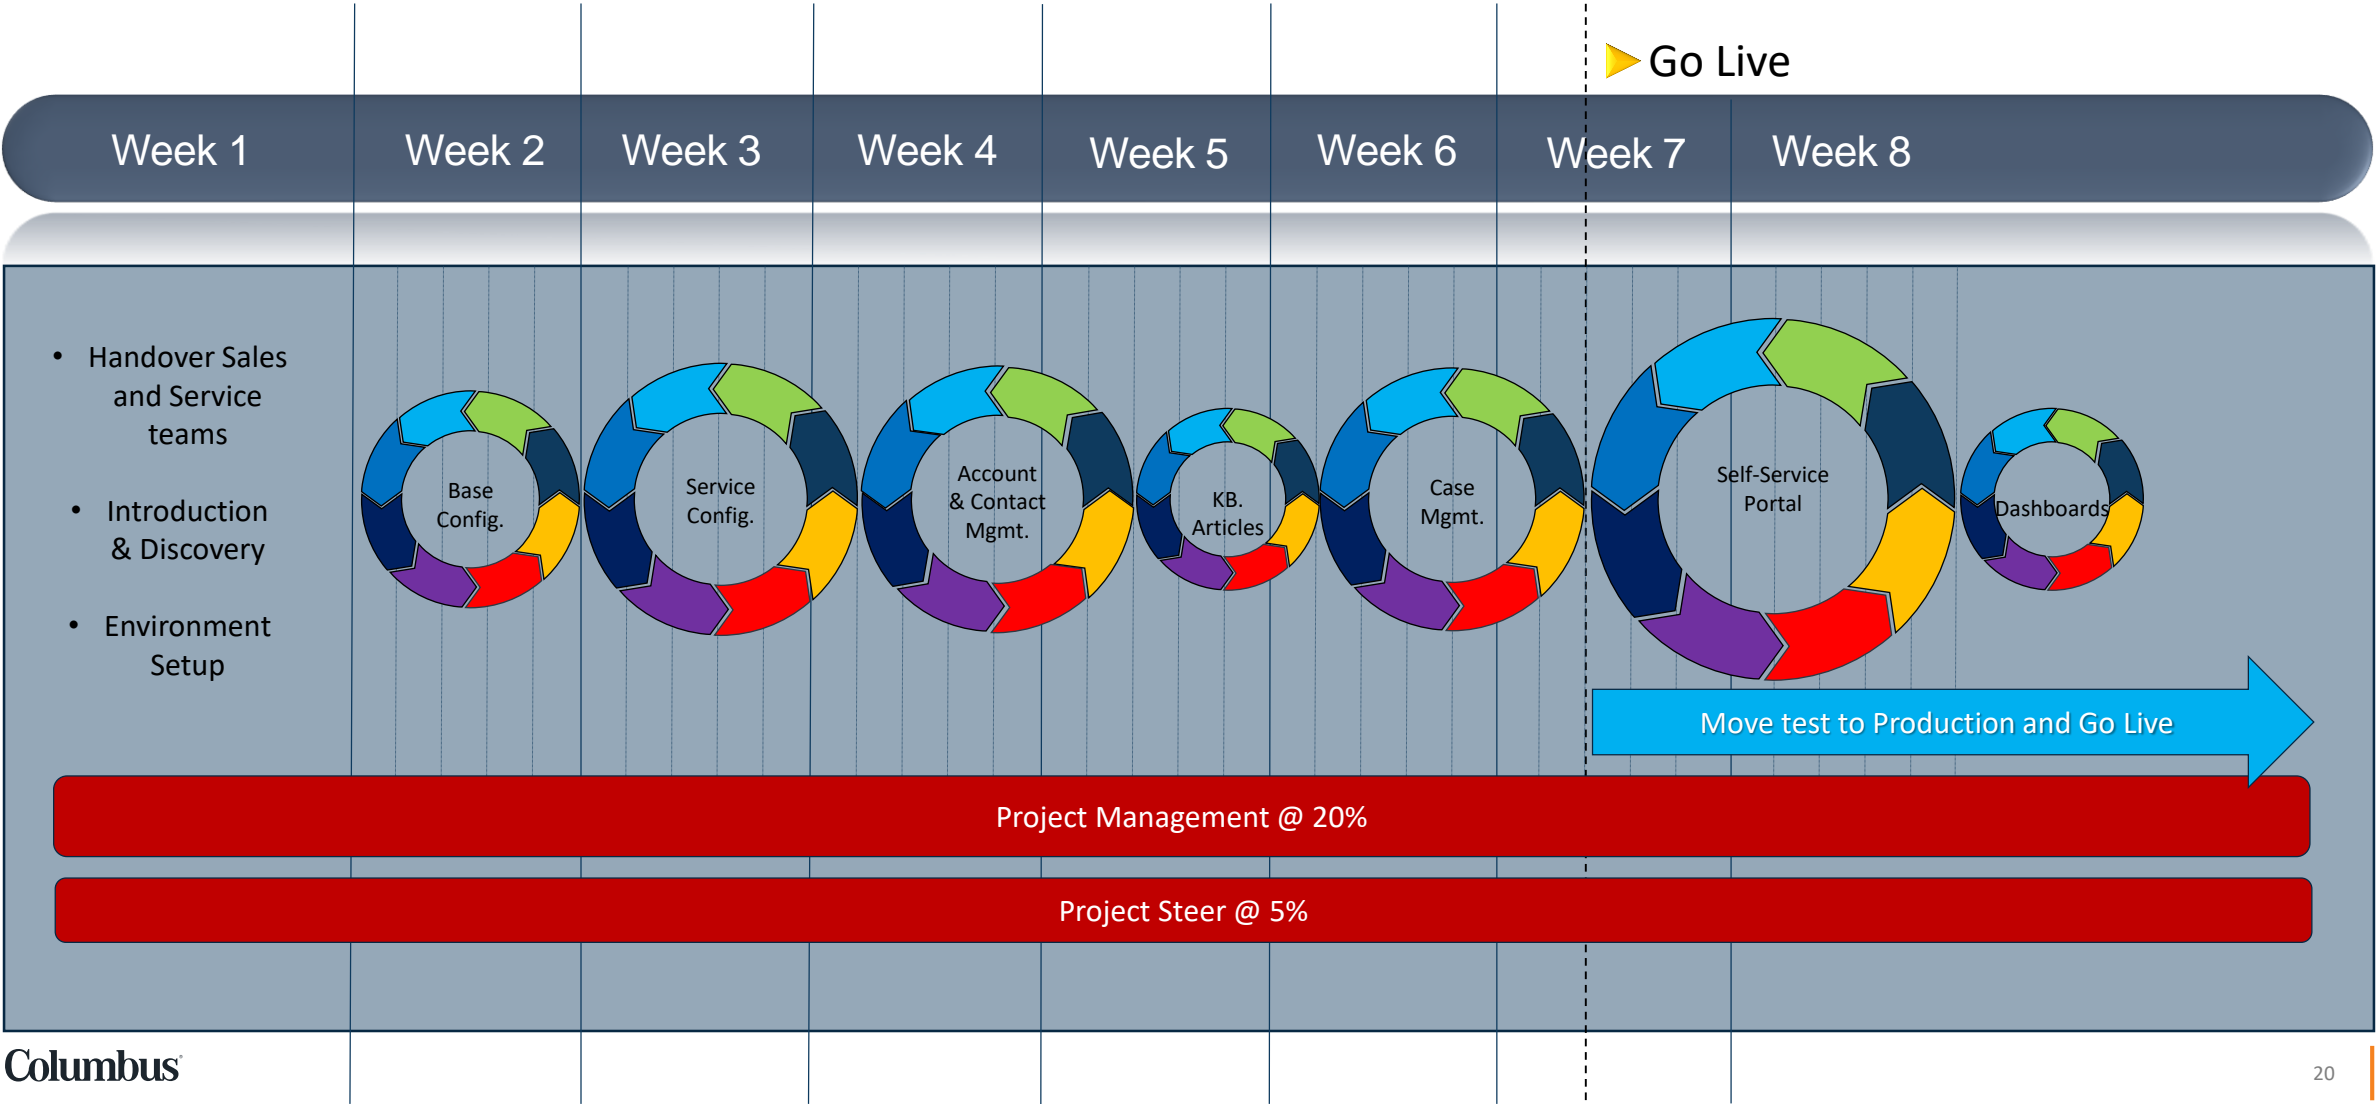 Go Live
Week 1
Week 2
Week 3
Week 4
Week 5
Week 6
Week 7
Week 8
• Handover Sales
and Service
teams
• Introduction
& Discovery
• Environment
Setup
Base
Config.
Service
Config.
Account
& Contact
Mgmt.
KB.
Articles
Case
Mgmt.
Self-Service
Portal
Dashboards
Move test to Production and Go Live
Project Management @ 20%
Project Steer @ 5%
Columbus
20